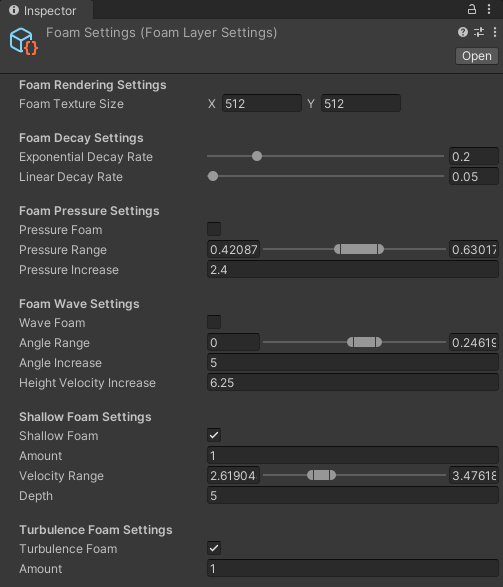 Inspector
Foam Settings (Foam Layer Settings)
Open
Foam Rendering Settings
Foam Texture Size X 512 Y 512
Foam Decay Settings
Exponential Decay Rate 0.2
Linear Decay Rate 0.05
Foam Pressure Settings
Pressure Foam
Pressure Range 0.42087 0.63017
Pressure Increase 2.4
Foam Wave Settings
Wave Foam
Angle Range 0 0.24619
Angle Increase 5
Height Velocity Increase 6.25
Shallow Foam Settings
Shallow Foam
Amount 1
Velocity Range 2.61904 3.47618
Depth 5
Turbulence Foam Settings
Turbulence Foam
Amount 1